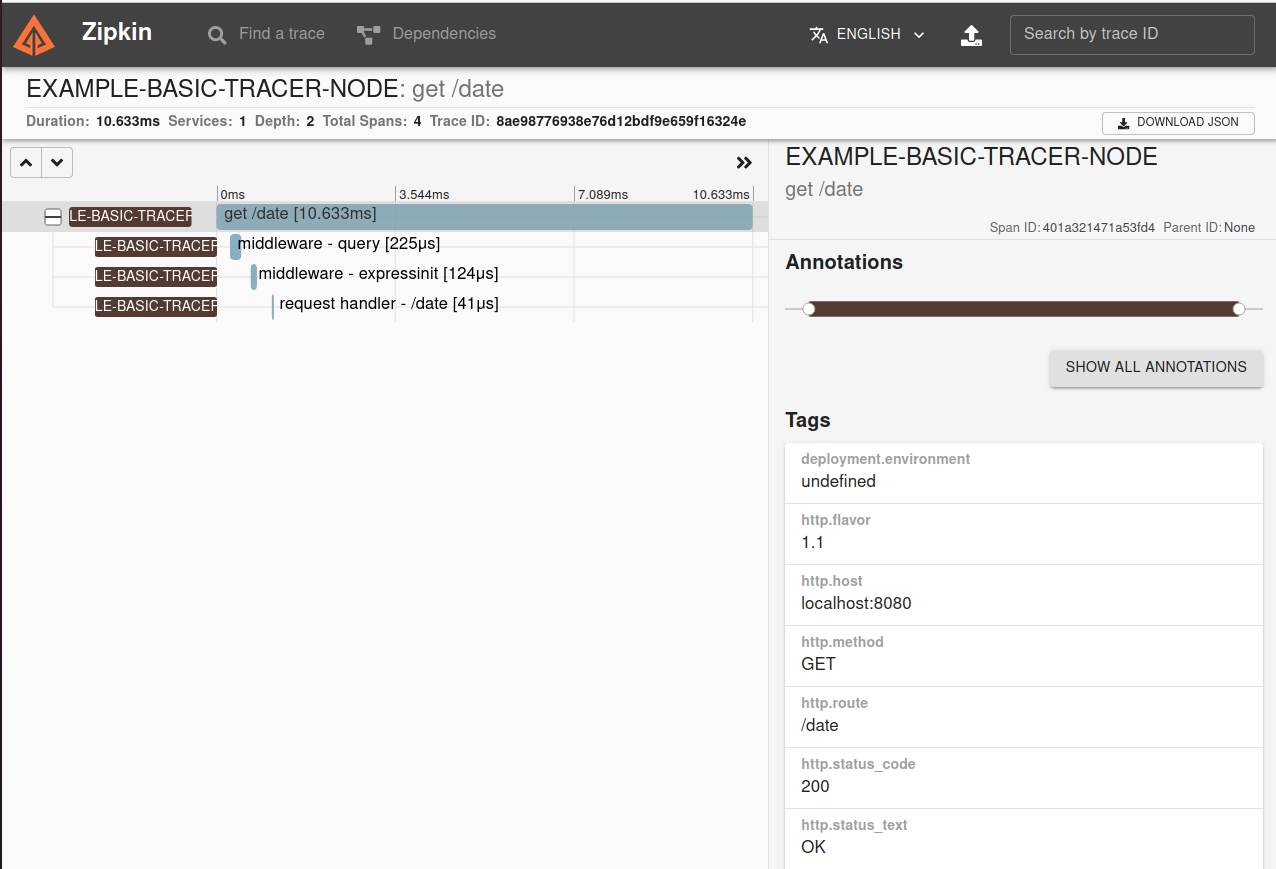 Zipkin
Find a trace
Dependencies
ENGLISH
Search by trace ID
EXAMPLE-BASIC-TRACER-NODE: get /date
Duration: 10.633ms Services: 1 Depth: 2 Total Spans: 4 Trace ID: 8ae98776938e76d12bdf9e659f16324e
DOWNLOAD JSON
0ms 3.544ms 7.089ms 10.633ms
LE-BASIC-TRACER get /date [10.633ms]
LE-BASIC-TRACER middleware - query [225μs]
LE-BASIC-TRACER middleware - expressinit [124μs]
LE-BASIC-TRACER request handler - /date [41μs]
EXAMPLE-BASIC-TRACER-NODE
get /date
Span ID: 401a321471a53fd4 Parent ID: None
Annotations
SHOW ALL ANNOTATIONS
Tags
deployment.environment
undefined
http.flavor
1.1
http.host
localhost:8080
http.method
GET
http.route
/date
http.status_code
200
http.status_text
OK